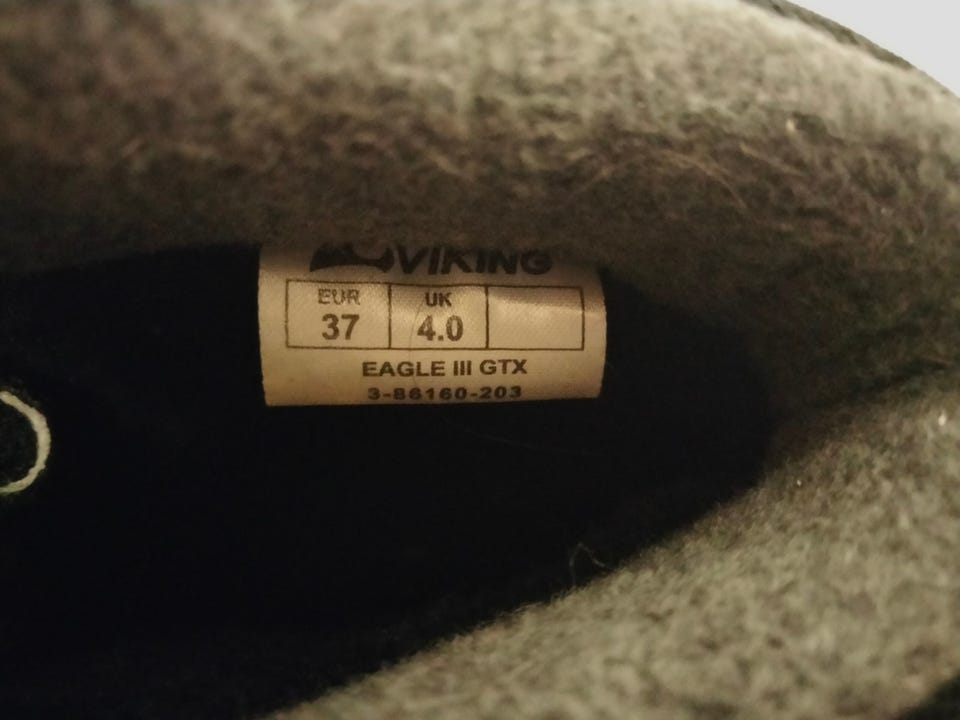 VIKING
EUR UK
37 4.0
EAGLE III GTX
3-86160-203